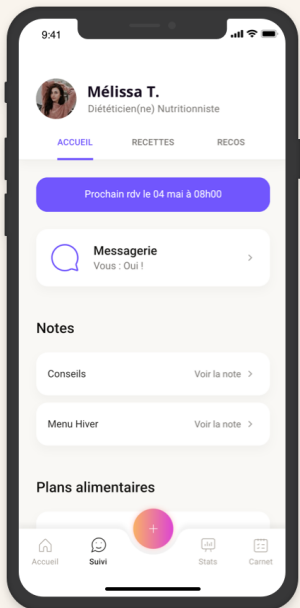 9:41
Mélissa T.
Diététicien(ne) Nutritionniste
ACCUEIL RECETTES RECOS
Prochain rdv le 04 mai à 08h00
Messagerie
Vous : Oui !
Notes
Conseils Voir la note
Menu Hiver Voir la note
Plans alimentaires
Accueil Suivi Stats Carnet